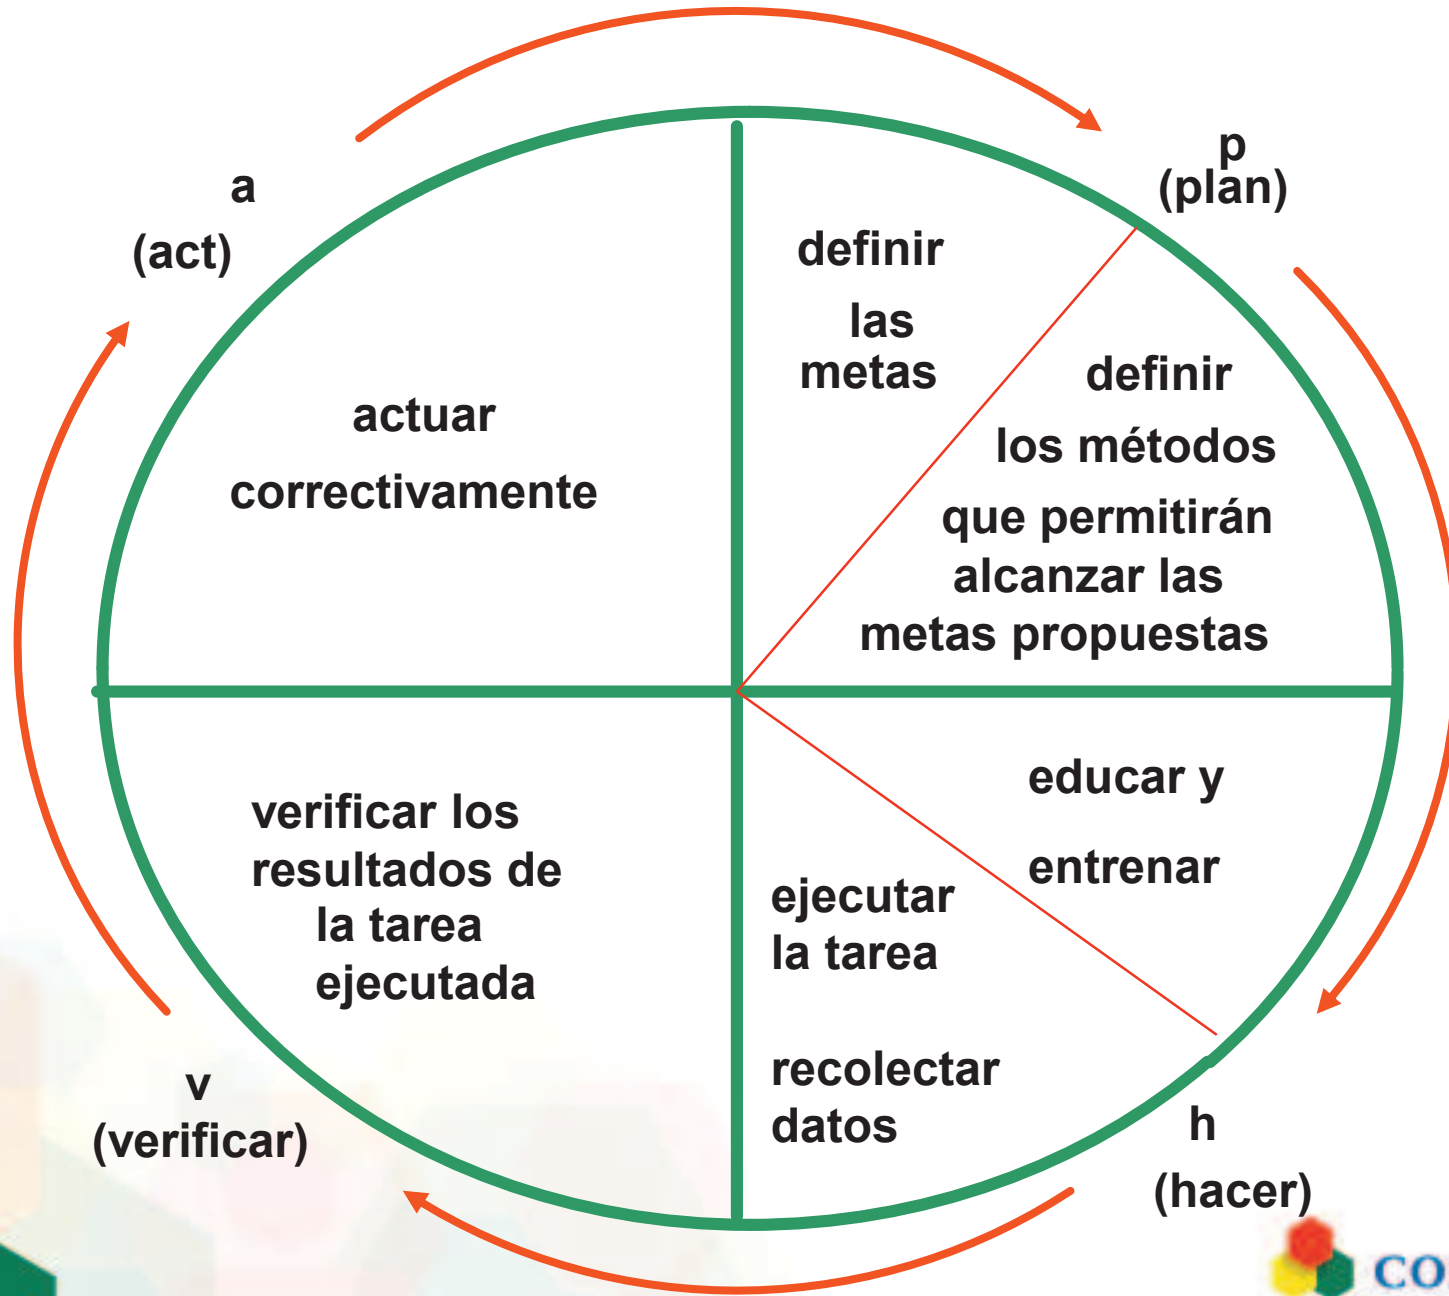 a
(act)
p
(plan)
definir
las
metas
definir
los métodos
que permitirán
alcanzar las
metas propuestas
actuar
correctivamente
educar y
entrenar
ejecutar
la tarea
recolectar
datos
verificar los
resultados de
la tarea
ejecutada
v
(verificar)
h
(hacer)